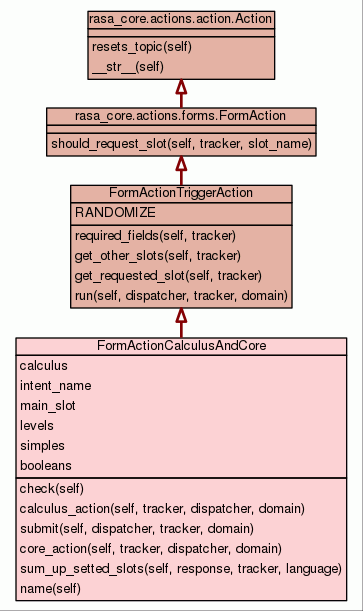 rasa_core.actions.action.Action
resets_topic(self)
__str__(self)
rasa_core.actions.forms.FormAction
should_request_slot(self, tracker, slot_name)
FormActionTriggerAction
RANDOMIZE
required_fields(self, tracker)
get_other_slots(self, tracker)
get_requested_slot(self, tracker)
run(self, dispatcher, tracker, domain)
FormActionCalculusAndCore
calculus
intent_name
main_slot
levels
simples
booleans
check(self)
calculus_action(self, tracker, dispatcher, domain)
submit(self, dispatcher, tracker, domain)
core_action(self, tracker, dispatcher, domain)
sum_up_setted_slots(self, response, tracker, language)
name(self)